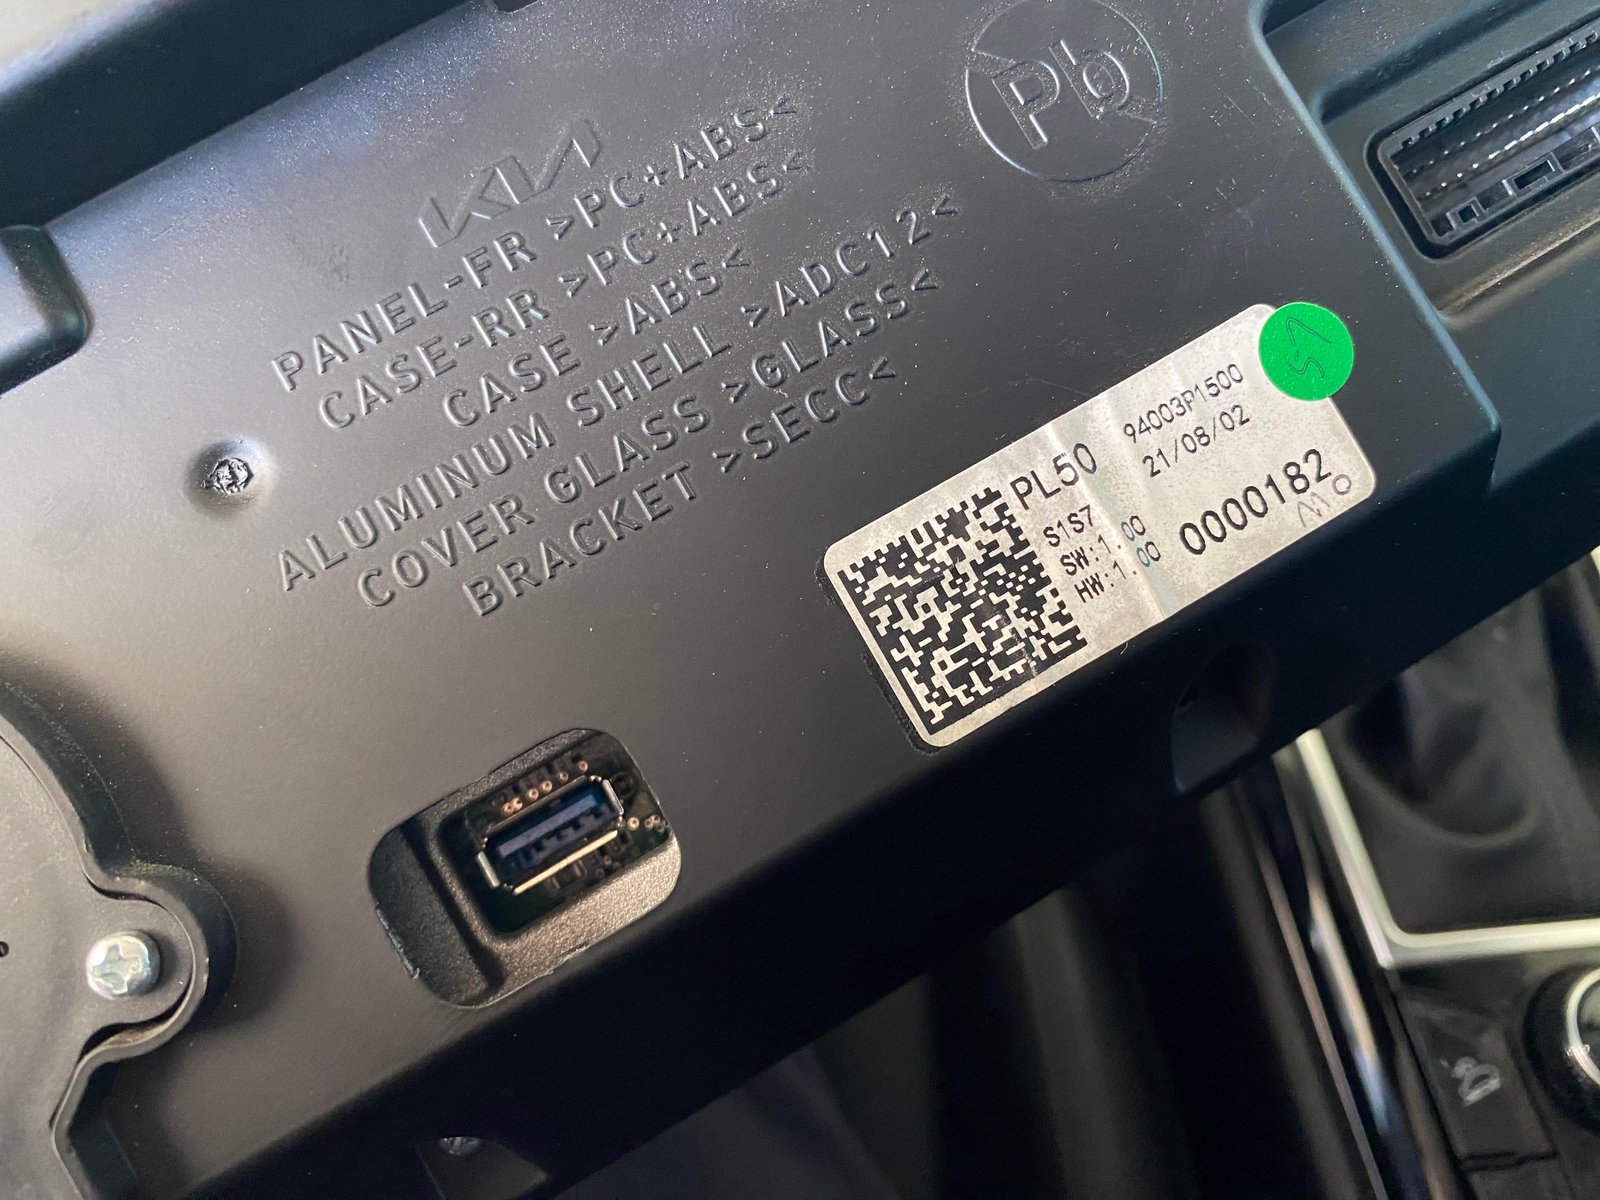 KIA
PANEL-FR >PC+ABS<
CASE-RR >PC+ABS<
CASE >ABS<
ALUMINUM SHELL >ADC12<
COVER GLASS >GLASS<
BRACKET >SECC<
Pb
PL50
94003P1500
21/08/02
S1S7
SW:1.00
HW:1.00
0000182
S7